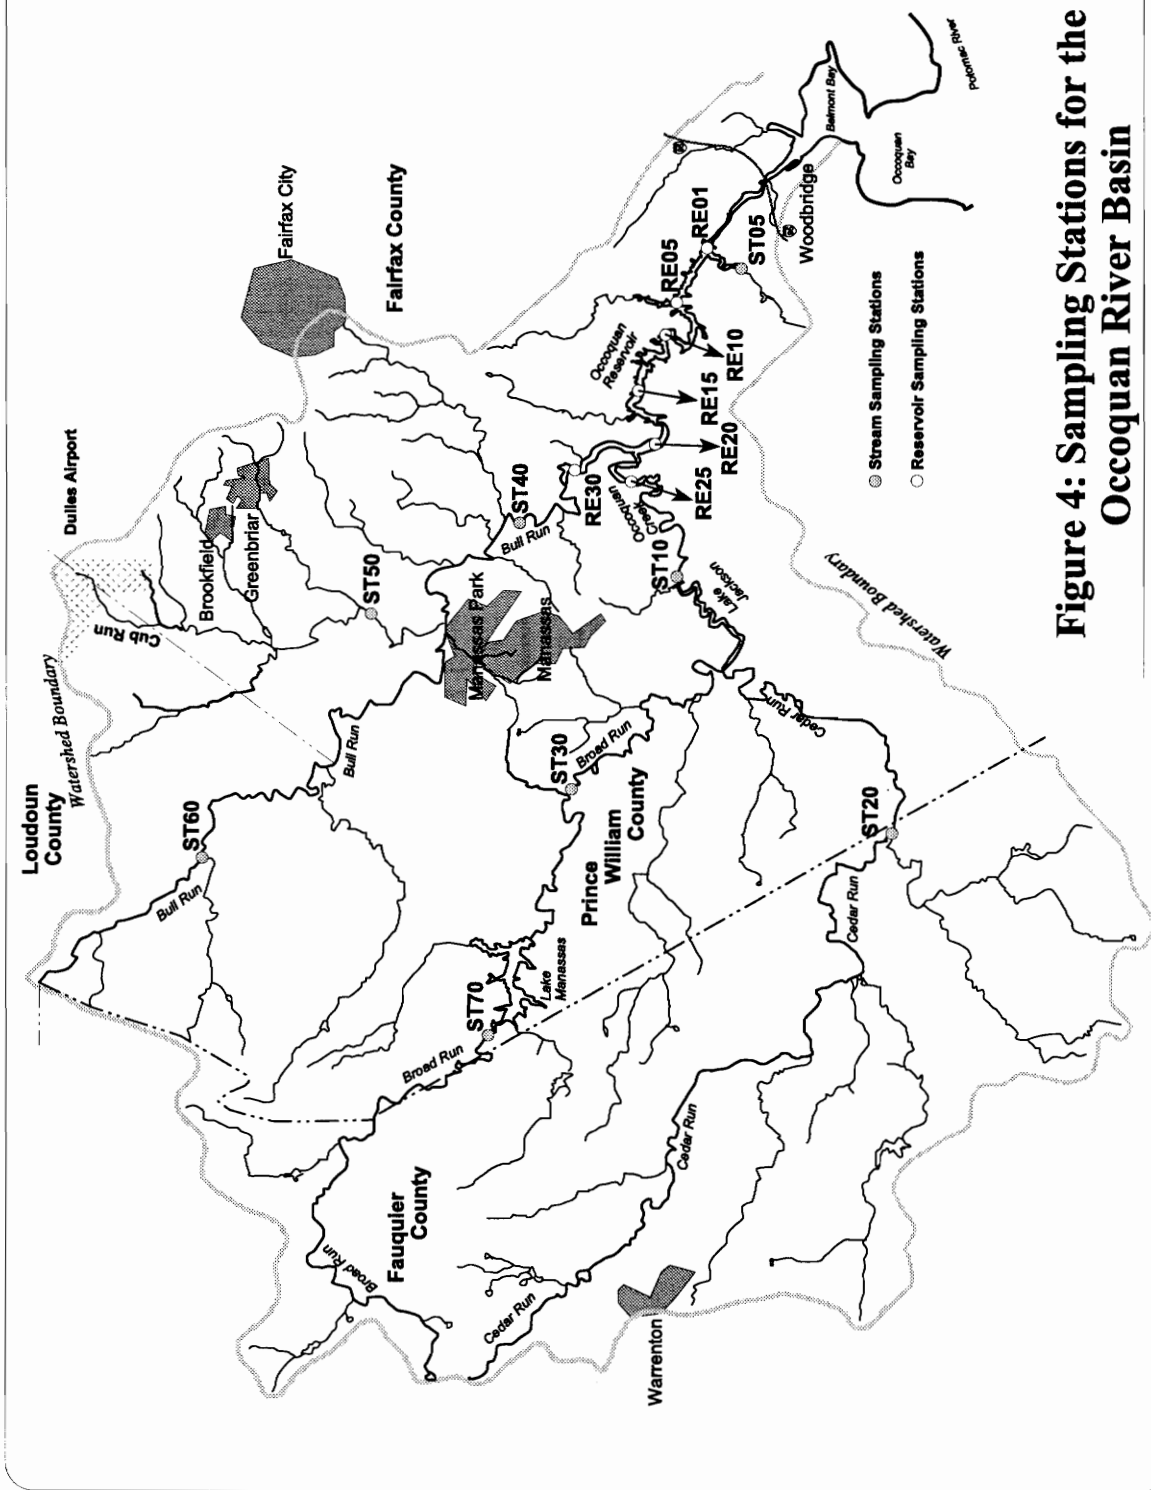 Loudoun
County
Watershed Boundary
Dulles Airport
Fairfax City
Fairfax County
Brookfield
Greenbriar
Cub Run
ST50
ST60
Bull Run
Bull Run
Bull Run
ST40
Manassas Park
Manassas
Occoquan
Reservoir
RE05
RE01
ST05
Woodbridge
Belmont Bay
Occoquan
Bay
Potomac River
RE10
RE15
RE20
RE25
RE30
Occoquan
Creek
ST10
Lake
Jackson
ST30
Broad Run
Prince
William
County
Cedar Run
ST20
Cedar Run
Watershed Boundary
ST70
Lake
Manassas
Broad Run
Broad Run
Fauquier
County
Cedar Run
Cedar Run
Warrenton
Stream Sampling Stations
Reservoir Sampling Stations
Figure 4: Sampling Stations for the
Occoquan River Basin